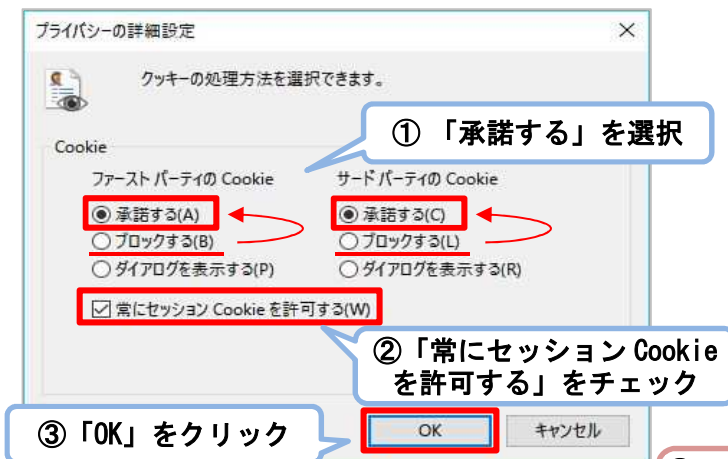 プライバシーの詳細設定
クッキーの処理方法を選択できます。
① 「承諾する」を選択
Cookie
ファースト パーティの Cookie
サード パーティの Cookie
承諾する(A)
承諾する(C)
ブロックする(B)
ブロックする(L)
ダイアログを表示する(P)
ダイアログを表示する(R)
常にセッション Cookie を許可する(W)
②「常にセッション Cookie
を許可する」をチェック
③「OK」をクリック
OK
キャンセル